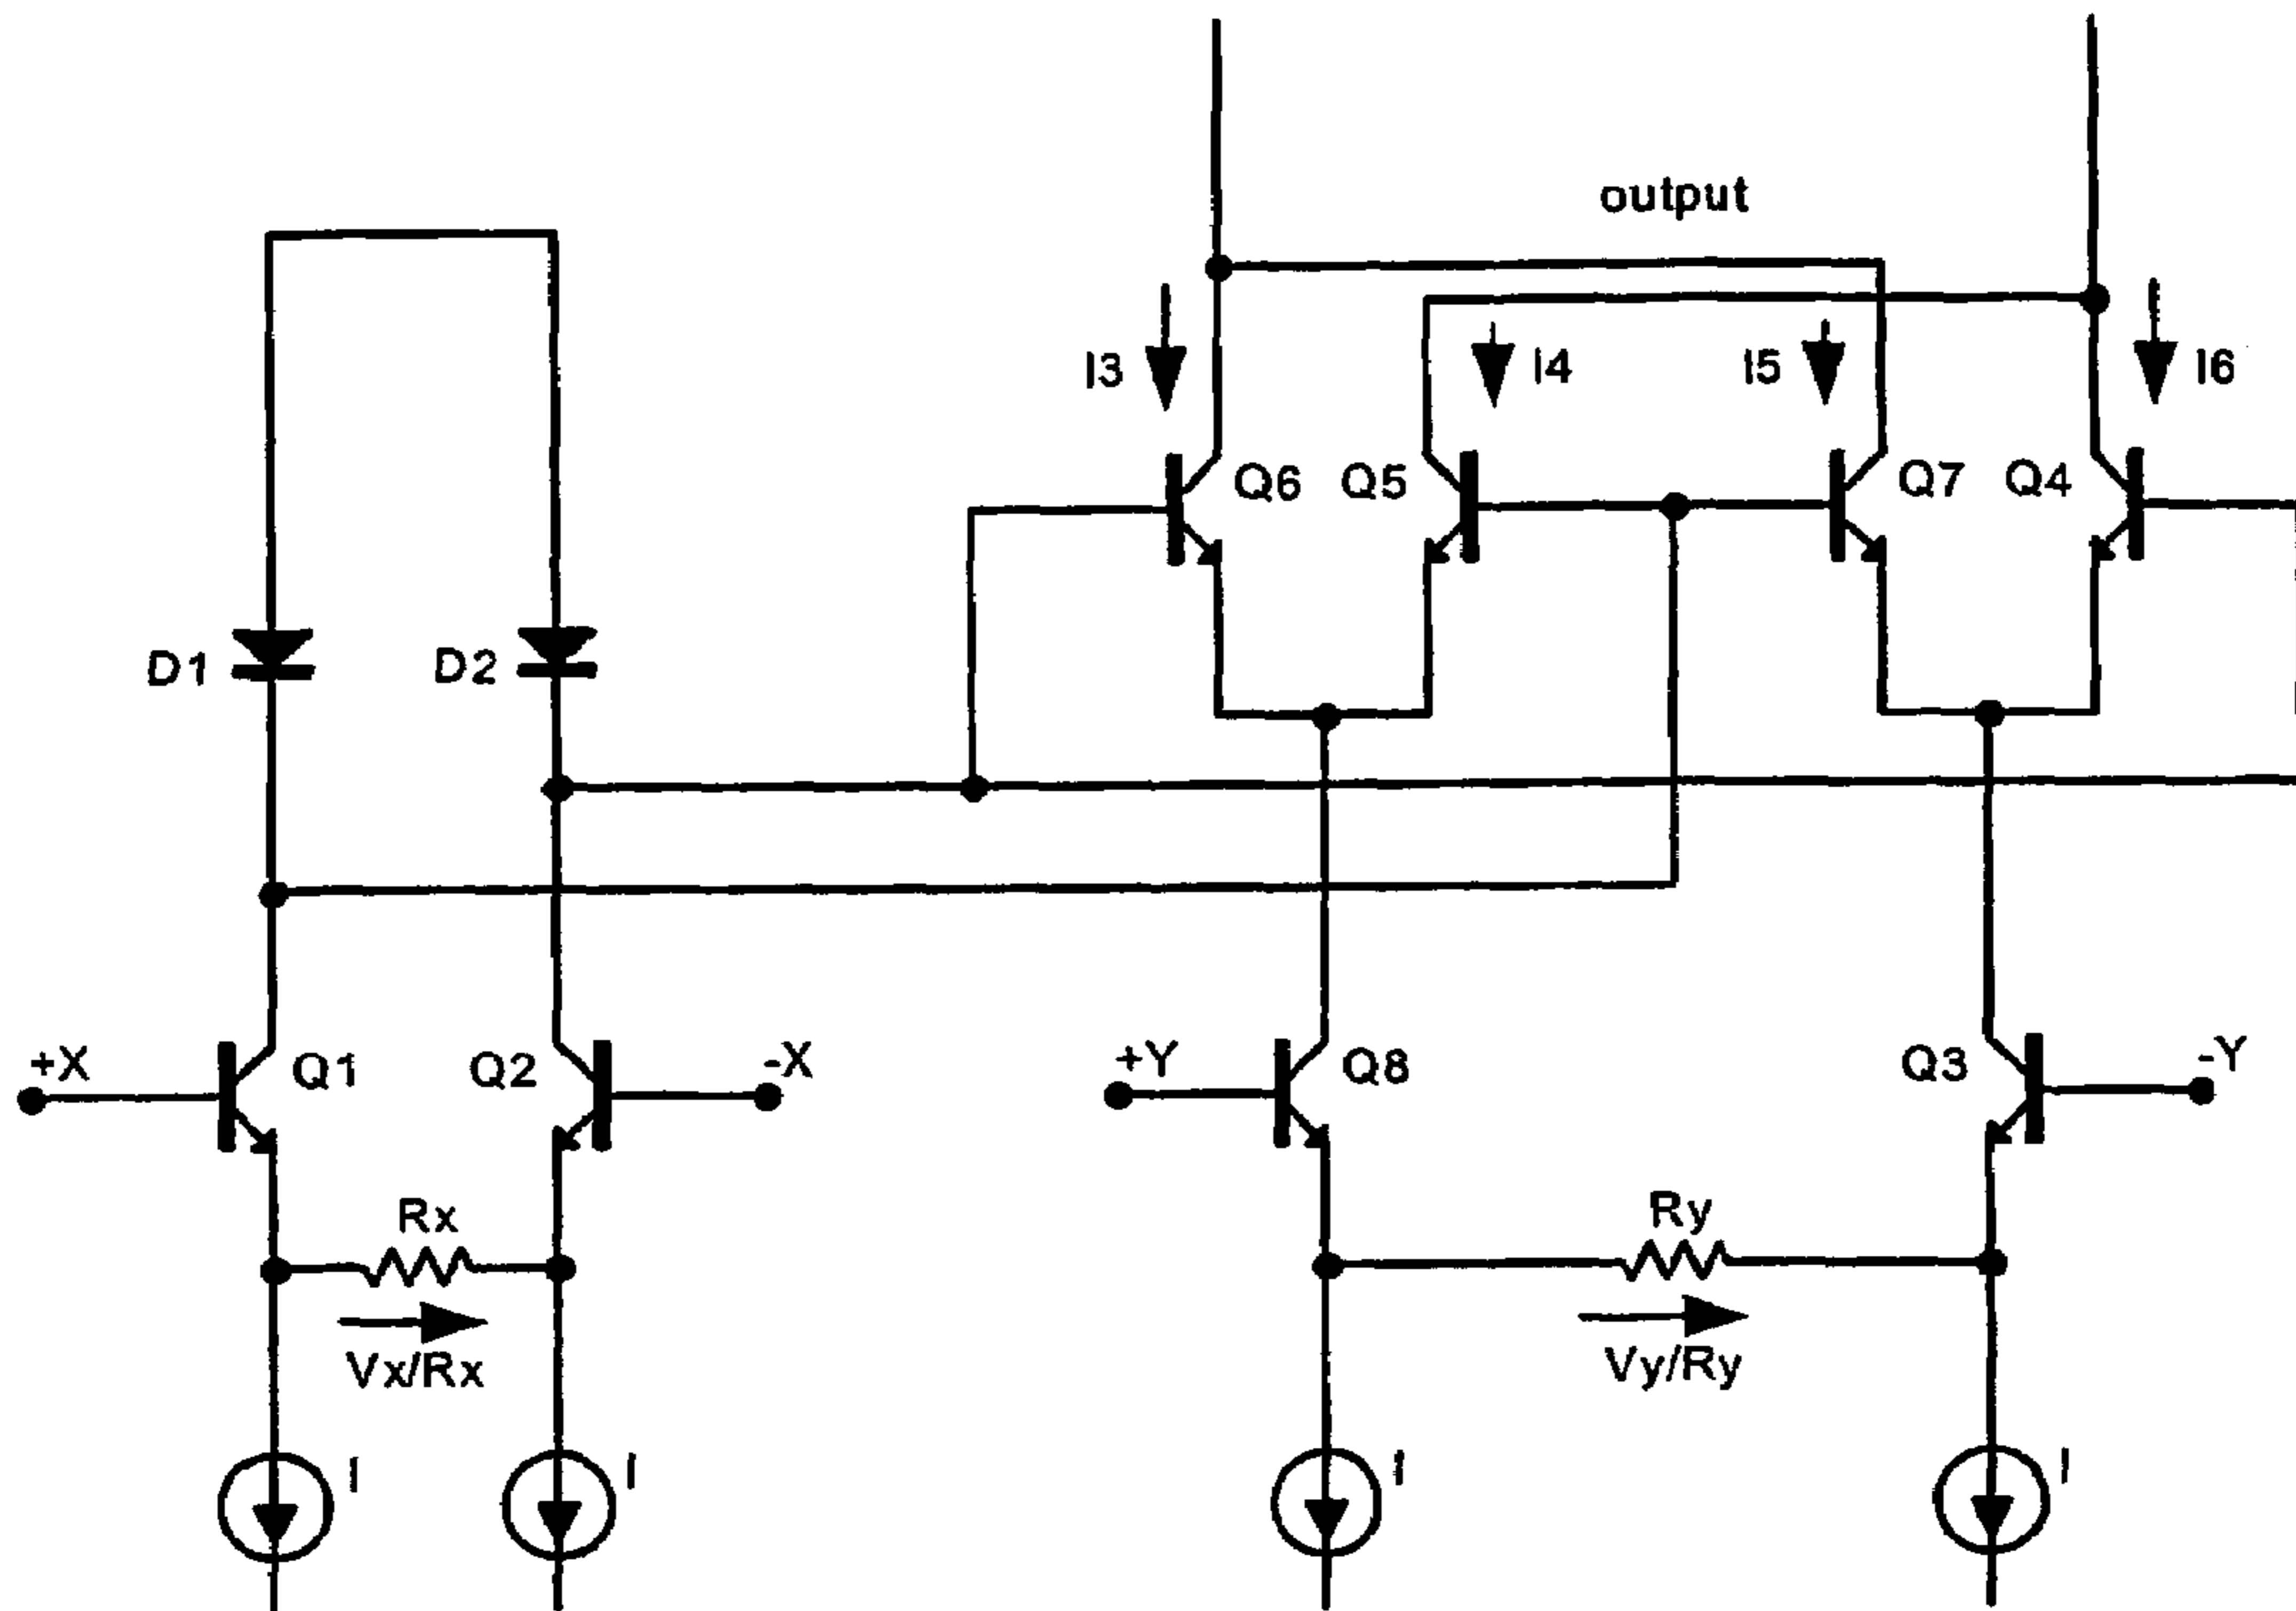 output
I3
I4
I5
I6
Q6
Q5
Q7
Q4
D1
D2
+X
Q1
Q2
-X
+Y
Q8
Q3
-Y
Rx
Ry
Vx/Rx
Vy/Ry
I
I
I
I